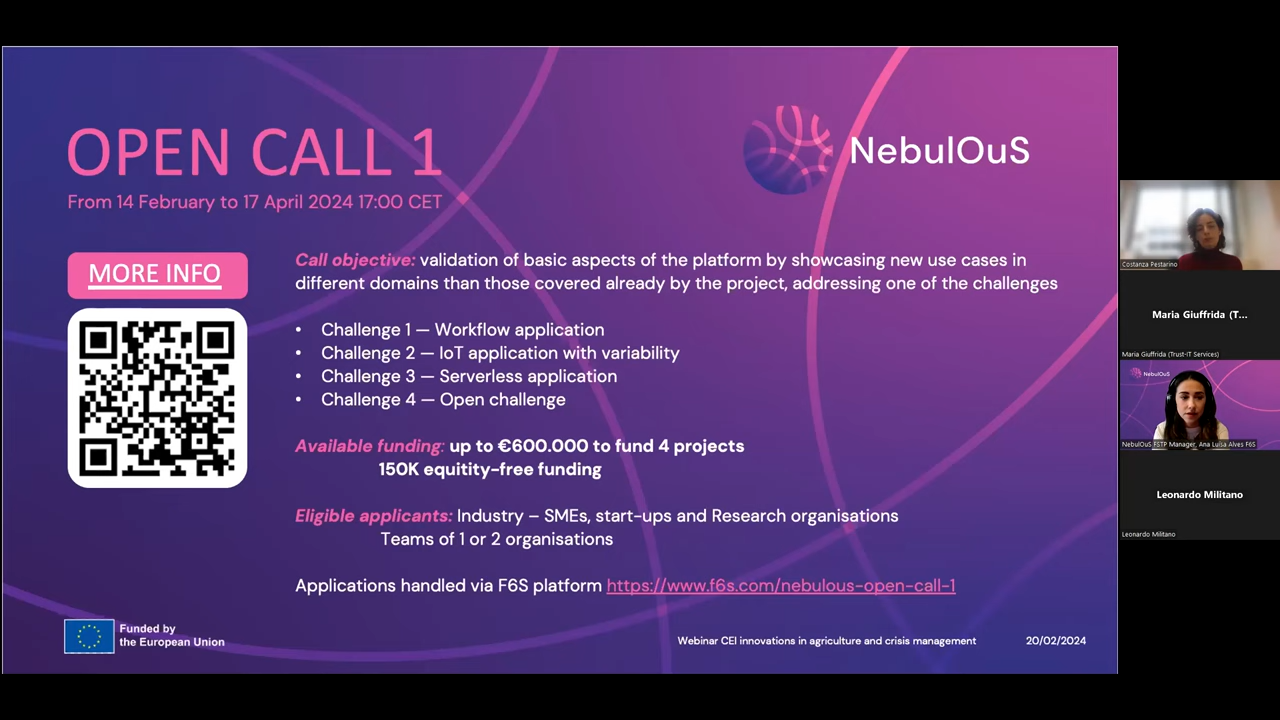 OPEN CALL 1
From 14 February to 17 April 2024 17:00 CET
NebulOuS
MORE INFO
Call objective: validation of basic aspects of the platform by showcasing new use cases in
different domains than those covered already by the project, addressing one of the challenges
• Challenge 1 — Workflow application
• Challenge 2 — IoT application with variability
• Challenge 3 — Serverless application
• Challenge 4 — Open challenge
Available funding: up to €600.000 to fund 4 projects
150K equitity-free funding
Eligible applicants: Industry – SMEs, start-ups and Research organisations
Teams of 1 or 2 organisations
Applications handled via F6S platform https://www.f6s.com/nebulous-open-call-1
Funded by
the European Union
Webinar CEI innovations in agriculture and crisis management
20/02/2024
Costanza Pestarino
Maria Giuffrida (T...
Maria Giuffrida (Trust-IT Services)
NebulOuS
NebulOuS FSTP Manager, Ana Luísa Alves F6S
Leonardo Militano
Leonardo Militano